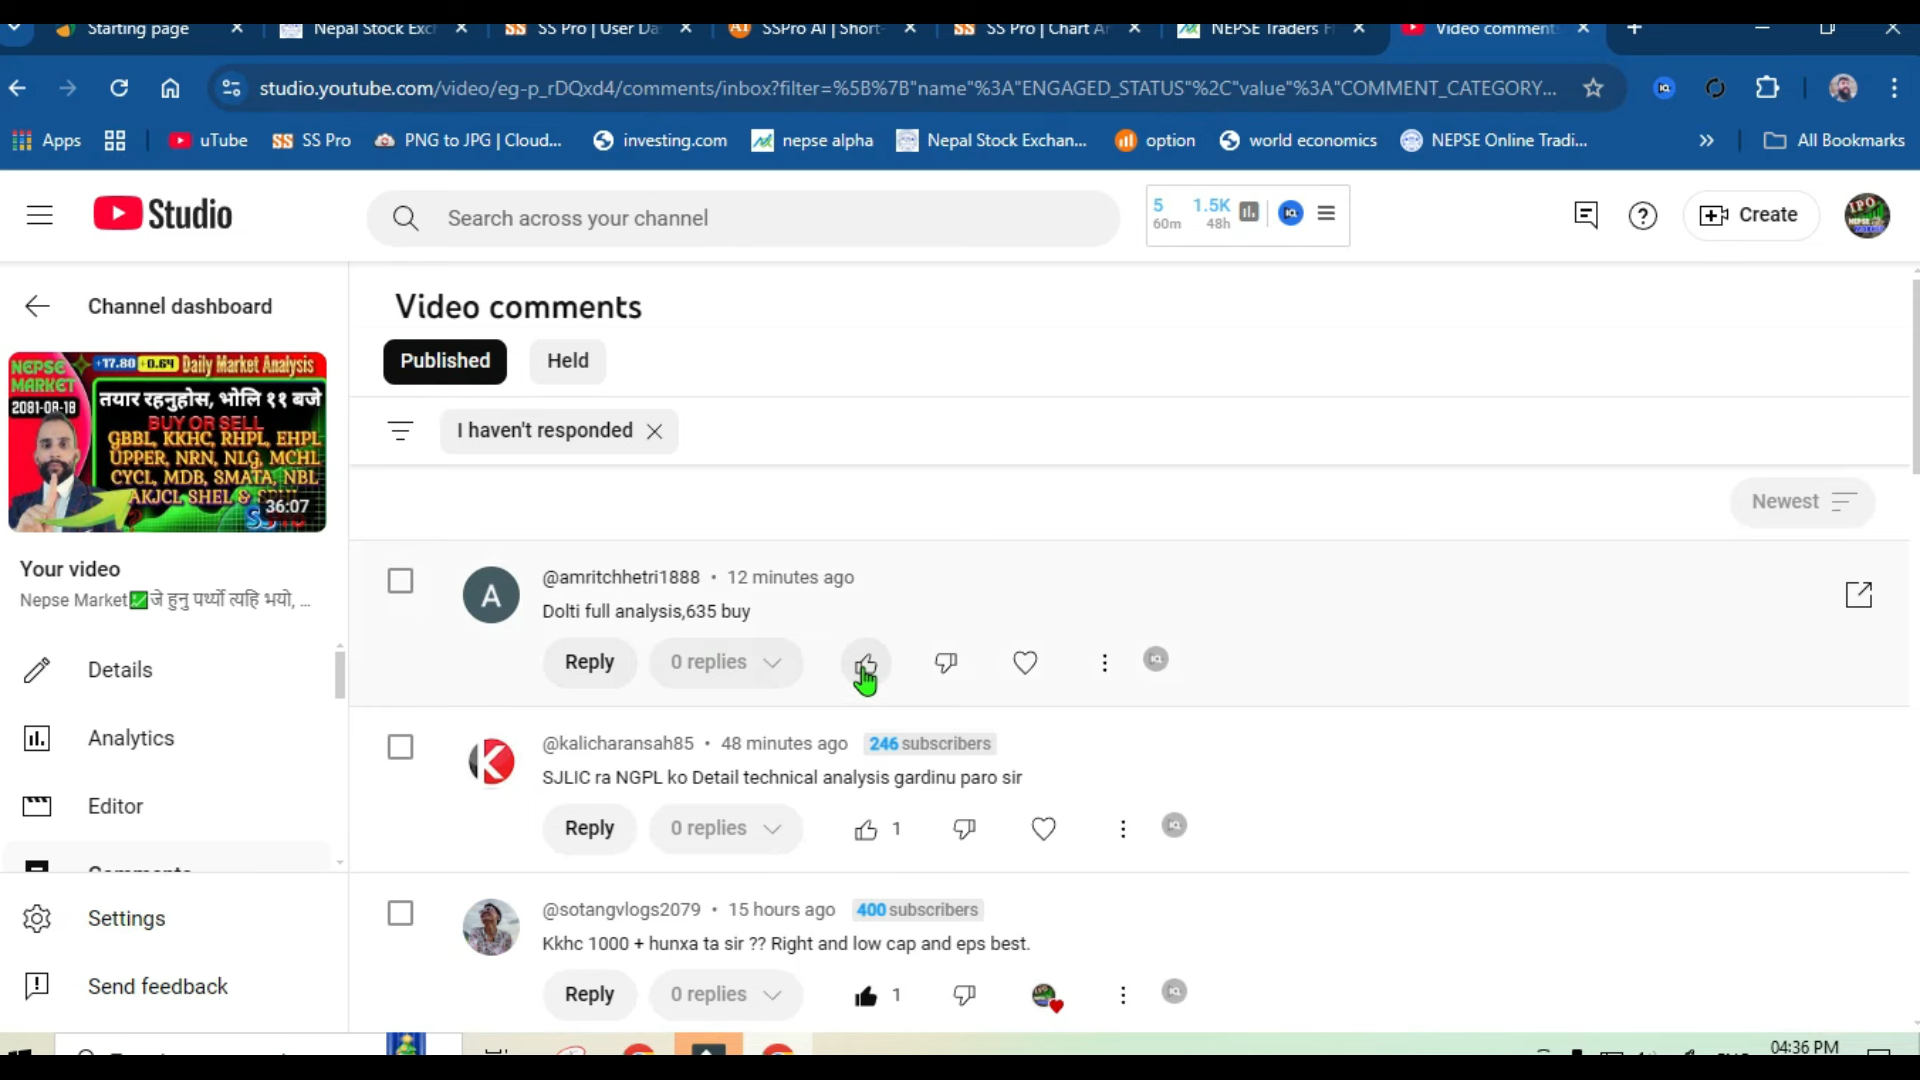 Starting page
Nepal Stock Exc
SS Pro | User Da
SSPro AI | Short-
SS Pro | Chart A
NEPSE Traders
Video comment
studio.youtube.com/video/eg-p_rDQxd4/comments/inbox?filter=%5B%7B"name"%3A"ENGAGED_STATUS"%2C"value"%3A"COMMENT_CATEGORY...
Apps
uTube
SS Pro
PNG to JPG | Cloud...
investing.com
nepse alpha
Nepal Stock Exchan...
option
world economics
NEPSE Online Tradi...
All Bookmarks
Studio
Search across your channel
5
60m
1.5K
48h
Create
Channel dashboard
NEPSE
MARKET
2081-08-18
+17.80 +0.64 Daily Market Analysis
तयार रहनुहोस, भोलि ११ बजे
BUY OR SELL
GBBL, KKHC, RHPL, EHPL
UPPER, NRN, NLG, MCHL
CYCL, MDB, SMATA, NBL
AKJCL SHEL &
36:07
Your video
Nepse Market जे हुनु पर्थ्यो त्यहि भयो, ...
Details
Analytics
Editor
Comments
Settings
Send feedback
Video comments
Published
Held
I haven't responded
Newest
@amritchhetri1888 • 12 minutes ago
Dolti full analysis,635 buy
Reply
0 replies
@kalicharansah85 • 48 minutes ago 246 subscribers
SJLIC ra NGPL ko Detail technical analysis gardinu paro sir
Reply
0 replies
1
@sotangvlogs2079 • 15 hours ago 400 subscribers
Kkhc 1000 + hunxa ta sir ?? Right and low cap and eps best.
Reply
0 replies
1
04:36 PM